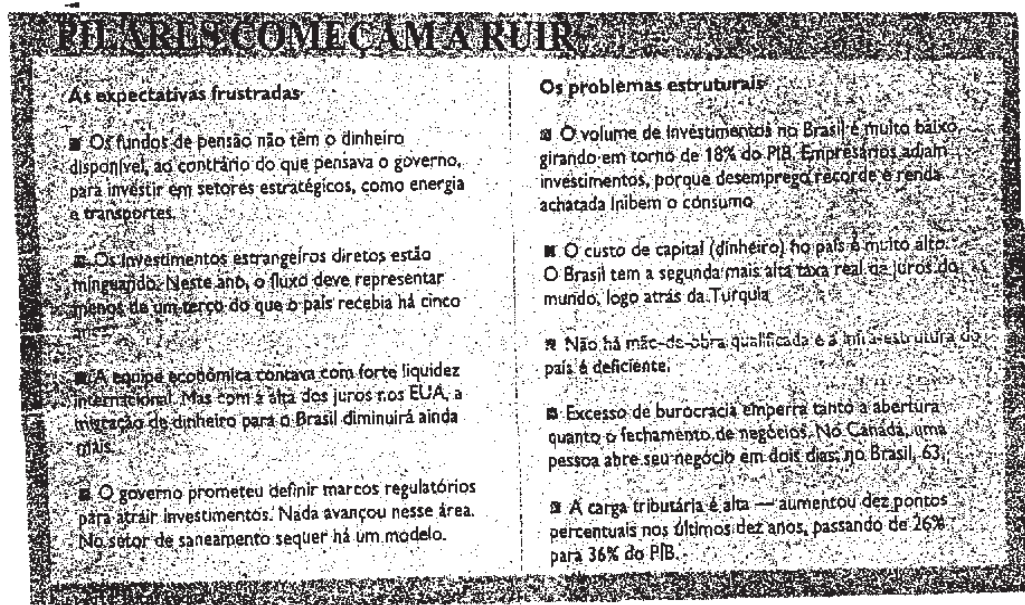 PILARES COMEÇAM A RUIR
As expectativas frustradas
■ Os fundos de pensão não têm o dinheiro
disponível, ao contrário do que pensava o governo,
para investir em setores estratégicos, como energia
e transportes.
■ Os investimentos estrangeiros diretos estão
minguando. Neste ano, o fluxo deve representar
menos de um terço do que o país recebia há cinco
■ A equipe econômica contava com forte liquidez
internacional. Mas com a alta dos juros nos EUA, a
migração de dinheiro para o Brasil diminuirá ainda
mais.
■ O governo prometeu definir marcos regulatórios
para atrair investimentos. Nada avançou nesse área.
No setor de saneamento sequer há um modelo.
Os problemas estruturais
■ O volume de investimentos no Brasil é muito baixo,
girando em torno de 18% do PIB. Empresários adiam
investimentos, porque desemprego recorde e renda
achatada inibem o consumo
■ O custo de capital (dinheiro) no país é muito alto.
O Brasil tem a segunda mais alta taxa real de juros do
mundo, logo atrás da Turquia
■ Não há mão-de-obra qualificada e a infra-estrutura do
país é deficiente.
■ Excesso de burocracia emperra tanto a abertura
quanto o fechamento de negócios. No Canadá, uma
pessoa abre seu negócio em dois dias; no Brasil, 63.
■ A carga tributária é alta — aumentou dez pontos
percentuais nos últimos dez anos, passando de 26%
para 36% do PIB.